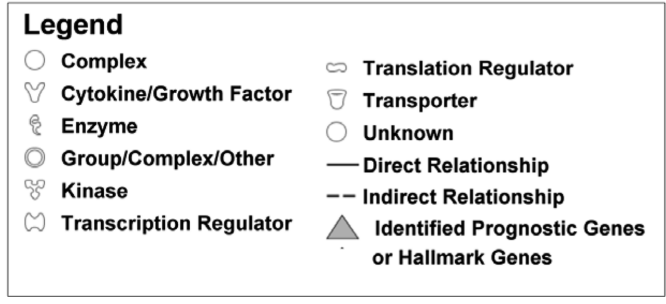 Legend
Complex
Cytokine/Growth Factor
Enzyme
Group/Complex/Other
Kinase
Transcription Regulator
Translation Regulator
Transporter
Unknown
Direct Relationship
Indirect Relationship
Identified Prognostic Genes
or Hallmark Genes